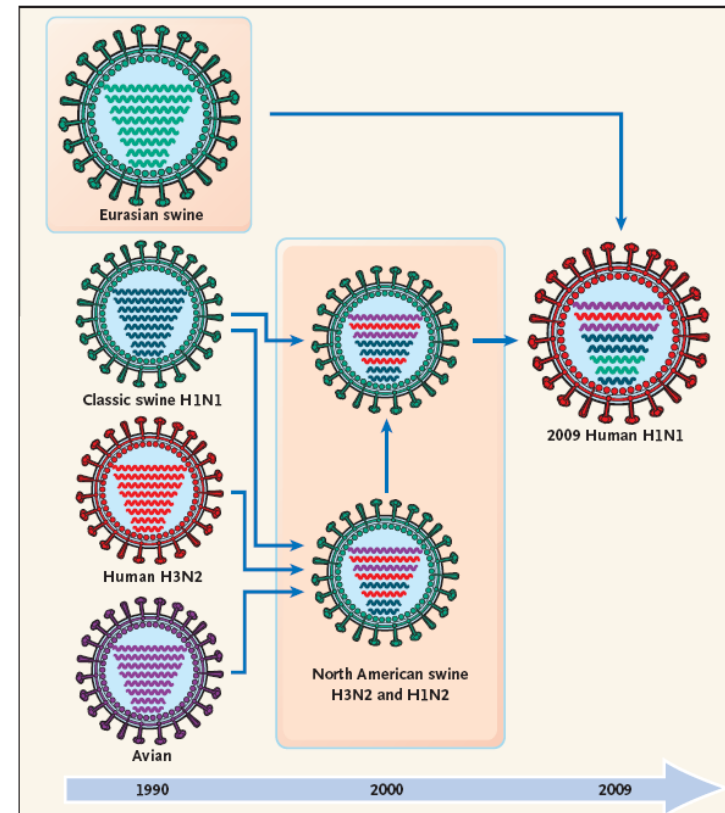 Eurasian swine
Classic swine H1N1
2009 Human H1N1
Human H3N2
North American swine
H3N2 and H1N2
Avian
1990
2000
2009